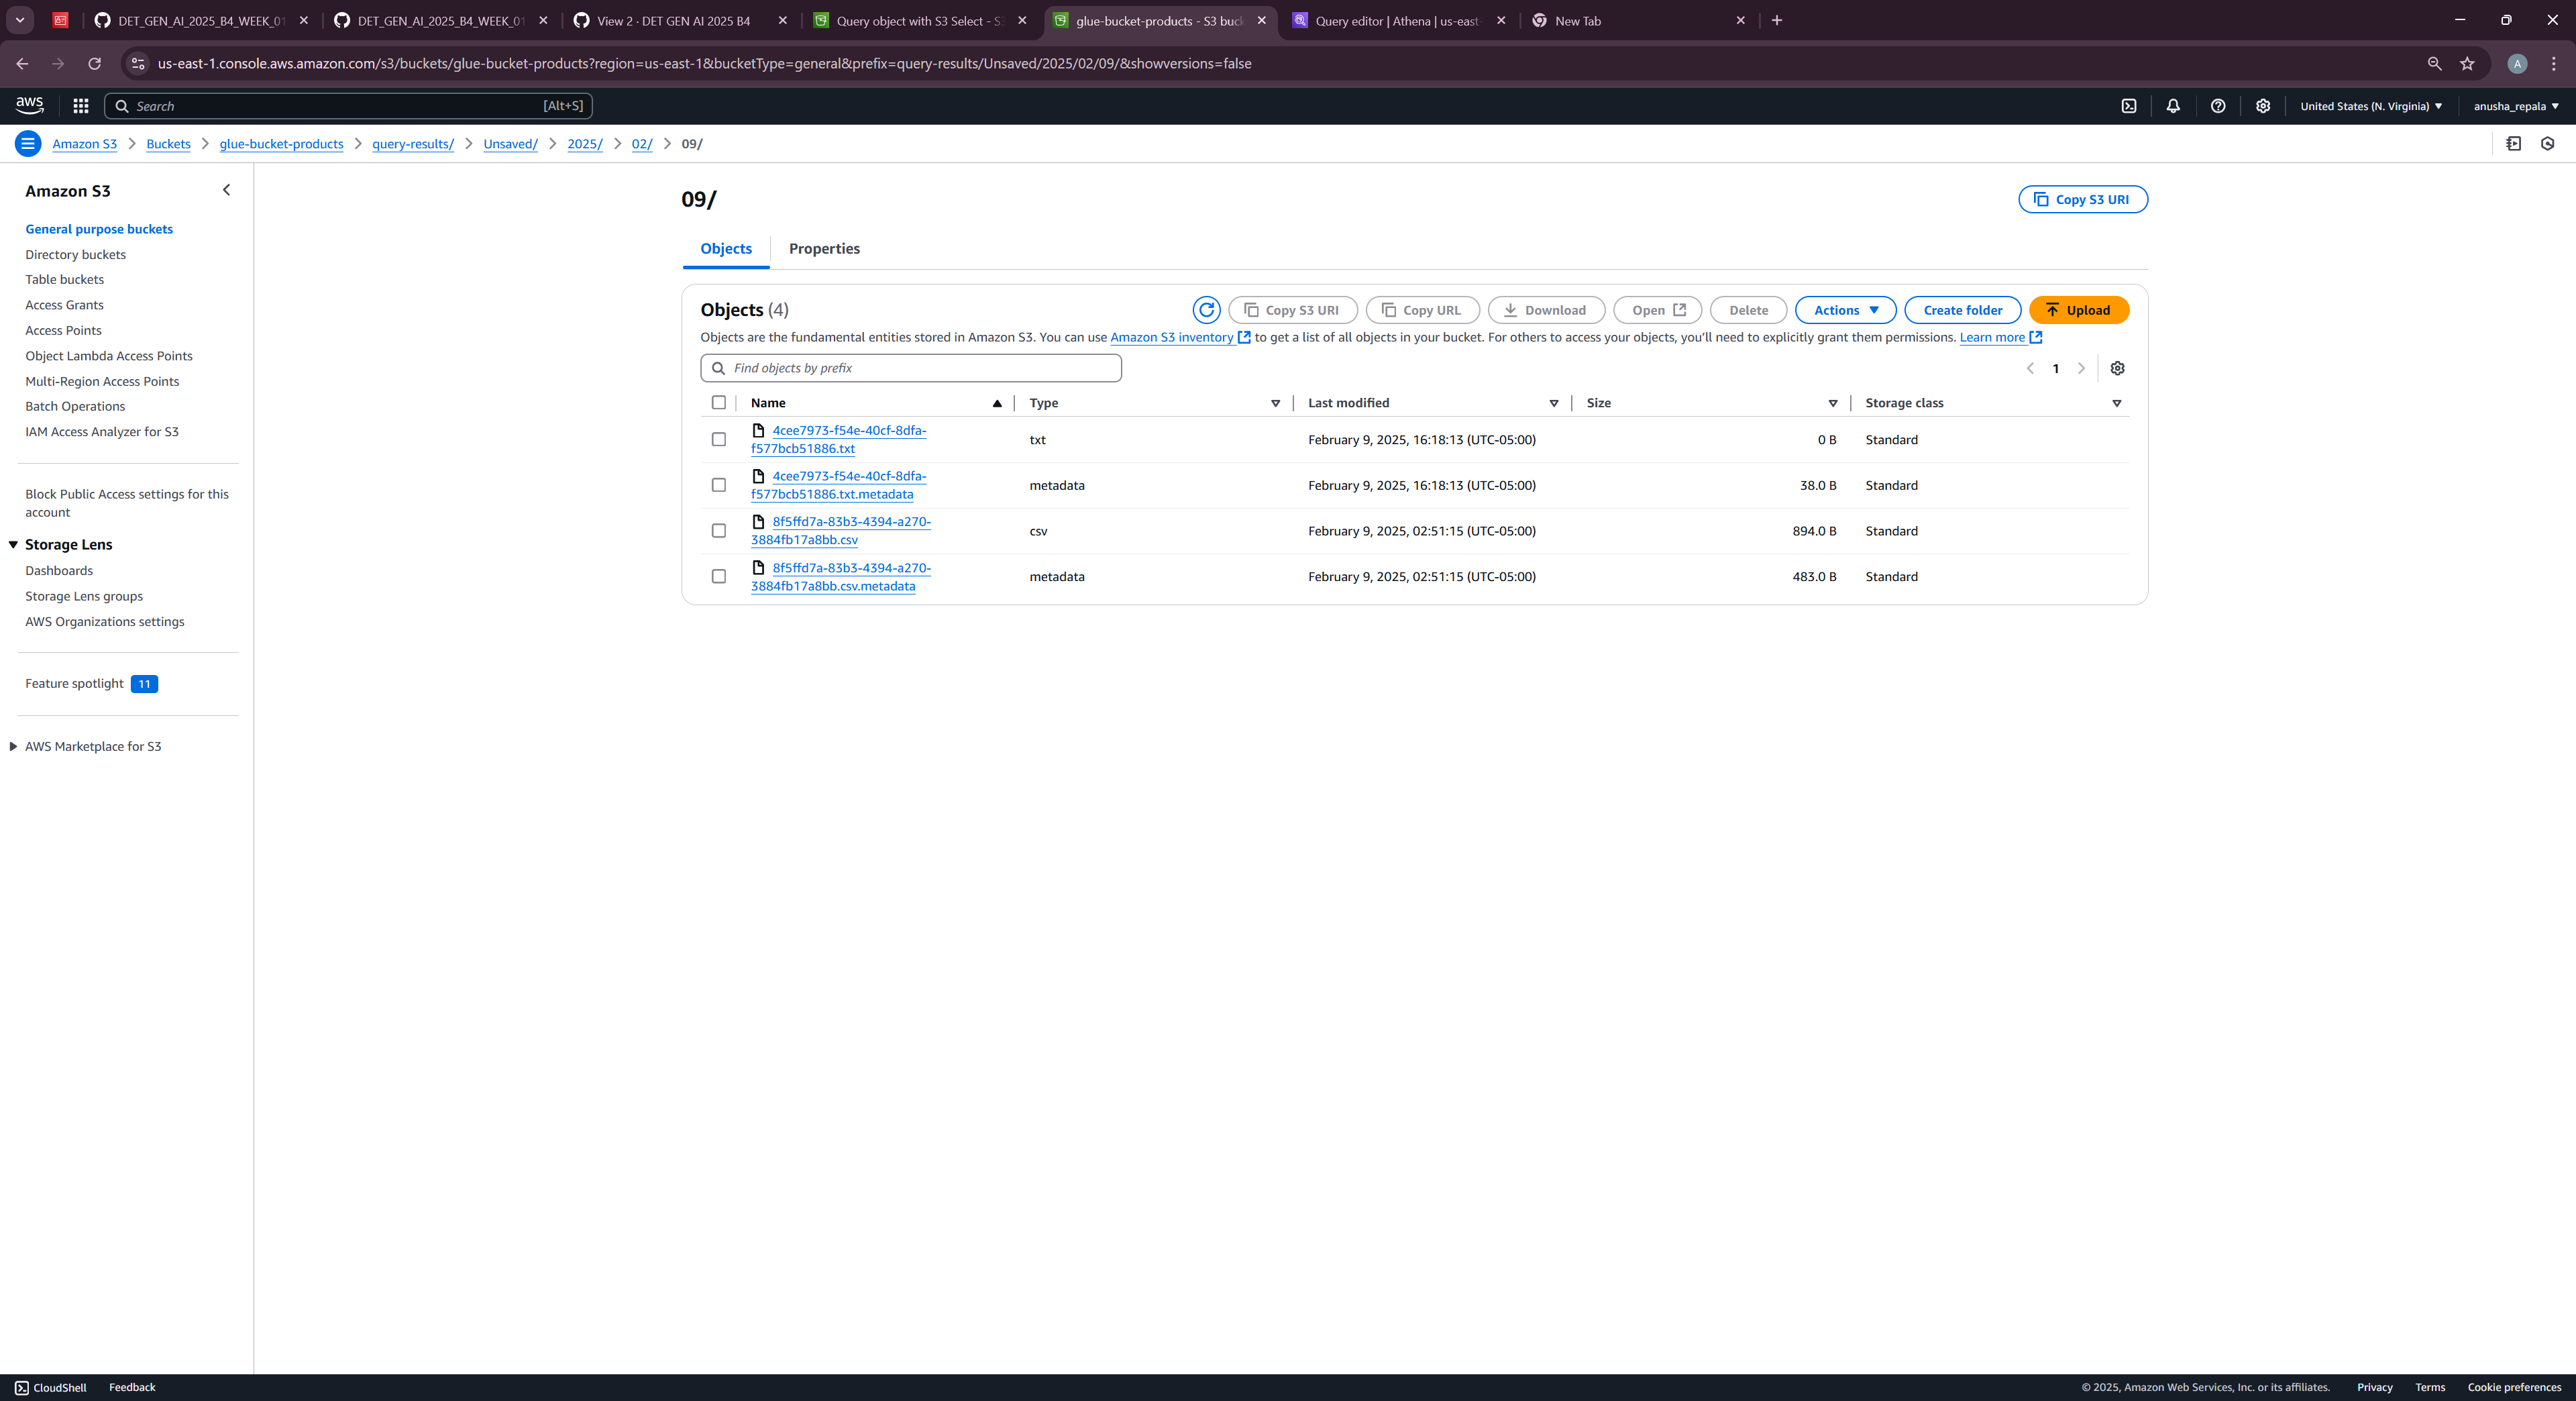 DET_GEN_AI_2025_B4_WEEK_01
DET_GEN_AI_2025_B4_WEEK_01
View 2 · DET GEN AI 2025 B4
Query object with S3 Select - S3
glue-bucket-products - S3 buck
Query editor | Athena | us-east-
New Tab
us-east-1.console.aws.amazon.com/s3/buckets/glue-bucket-products?region=us-east-1&bucketType=general&prefix=query-results/Unsaved/2025/02/09/&showversions=false
A
aws
Search
[Alt+S]
United States (N. Virginia)
anusha_repala
Amazon S3
Buckets
glue-bucket-products
query-results/
Unsaved/
2025/
02/
09/
Amazon S3
General purpose buckets
Directory buckets
Table buckets
Access Grants
Access Points
Object Lambda Access Points
Multi-Region Access Points
Batch Operations
IAM Access Analyzer for S3
Block Public Access settings for this
account
Storage Lens
Dashboards
Storage Lens groups
AWS Organizations settings
Feature spotlight 11
AWS Marketplace for S3
09/
Copy S3 URI
Objects
Properties
Objects (4)
Copy S3 URI
Copy URL
Download
Open
Delete
Actions
Create folder
Upload
Objects are the fundamental entities stored in Amazon S3. You can use Amazon S3 inventory to get a list of all objects in your bucket. For others to access your objects, you'll need to explicitly grant them permissions. Learn more
Find objects by prefix
1
Name Type Last modified Size Storage class
4cee7973-f54e-40cf-8dfa-
f577bcb51886.txt
txt February 9, 2025, 16:18:13 (UTC-05:00) 0 B Standard
4cee7973-f54e-40cf-8dfa-
f577bcb51886.txt.metadata
metadata February 9, 2025, 16:18:13 (UTC-05:00) 38.0 B Standard
8f5ffd7a-83b3-4394-a270-
3884fb17a8bb.csv
csv February 9, 2025, 02:51:15 (UTC-05:00) 894.0 B Standard
8f5ffd7a-83b3-4394-a270-
3884fb17a8bb.csv.metadata
metadata February 9, 2025, 02:51:15 (UTC-05:00) 483.0 B Standard
CloudShell
Feedback
© 2025, Amazon Web Services, Inc. or its affiliates.
Privacy
Terms
Cookie preferences